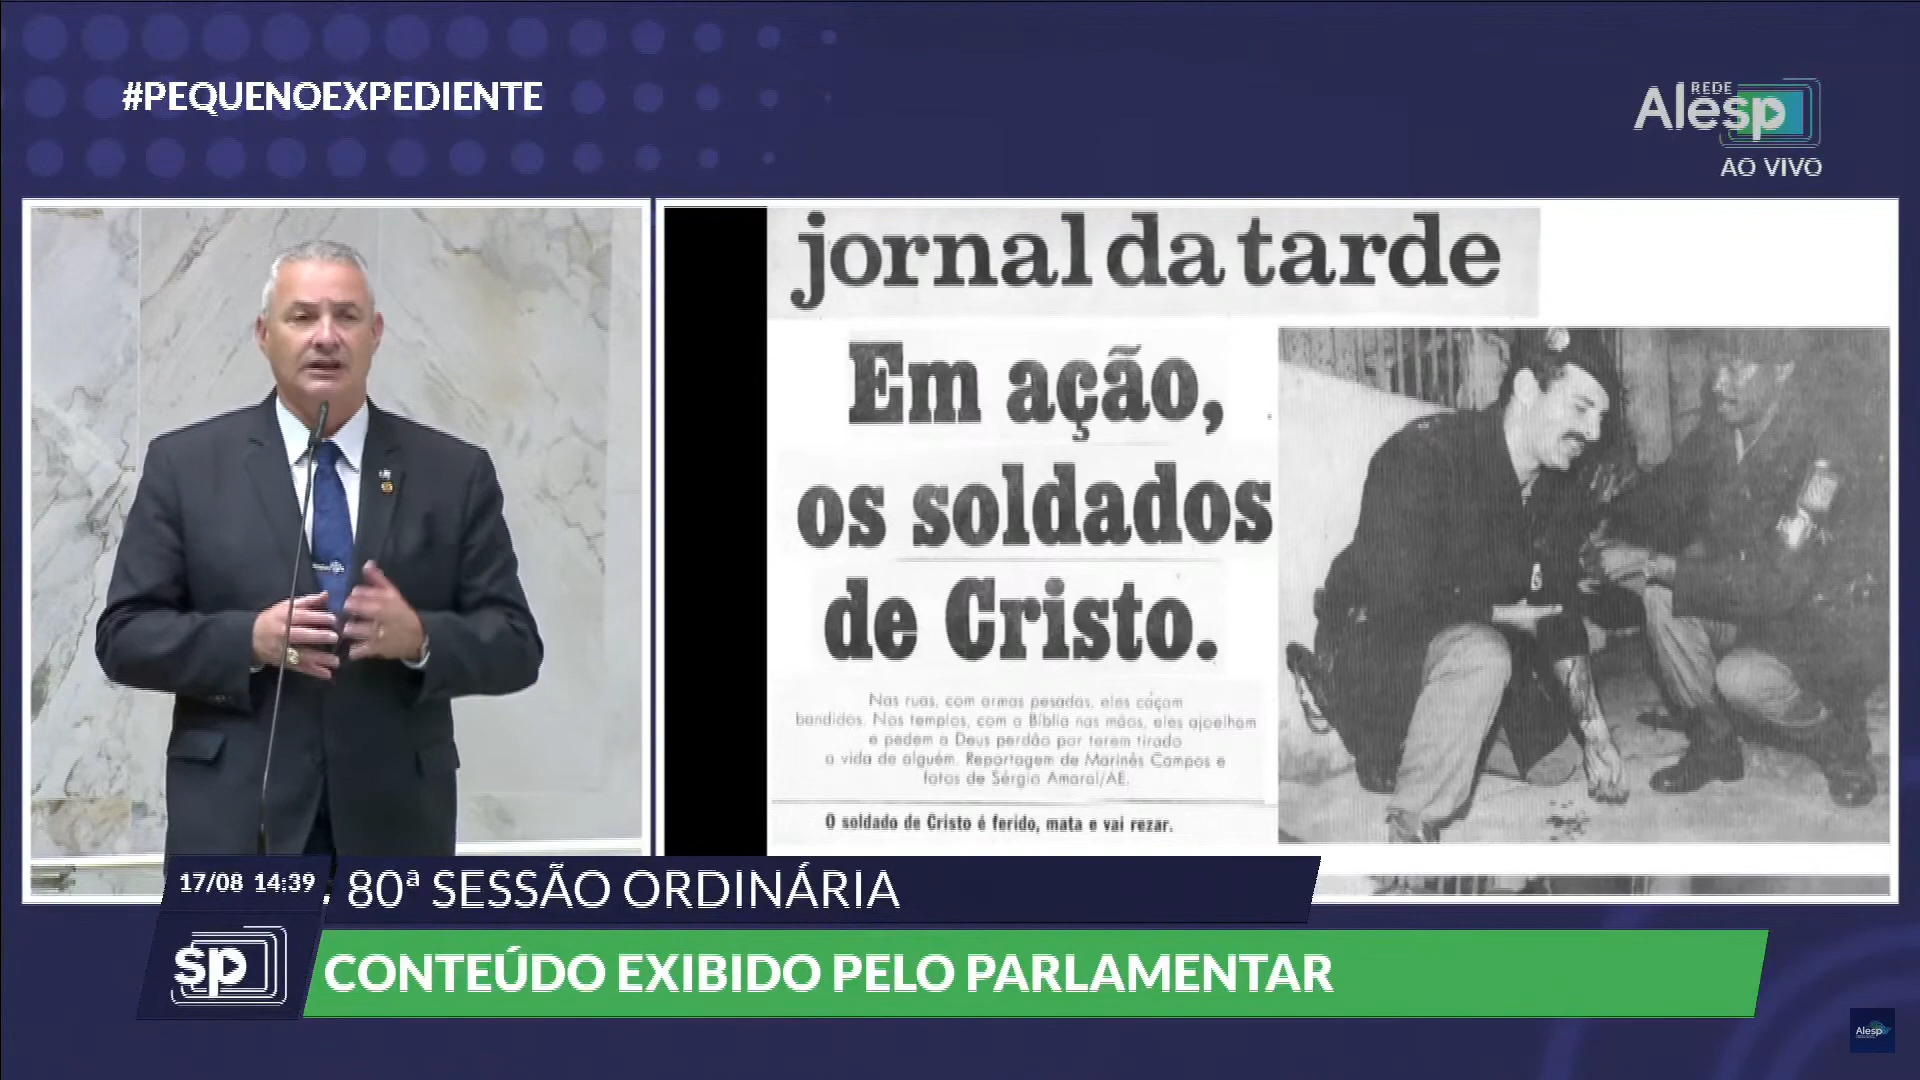 #PEQUENOEXPEDIENTE
REDE
Alesp
AO VIVO
jornal da tarde
Em ação,
os soldados
de Cristo.
Nas ruas, com armas pesadas, eles caçam
bandidos. Nos templos, com a Bíblia nas mãos, eles ajoelham
e pedem a Deus perdão por terem tirado
a vida de alguém. Reportagem de Marinês Campos e
fotos de Sérgio Amaral/AE.
O soldado de Cristo é ferido, mata e vai rezar.
17/08 14:39
80ª SESSÃO ORDINÁRIA
sp
CONTEÚDO EXIBIDO PELO PARLAMENTAR
Alesp